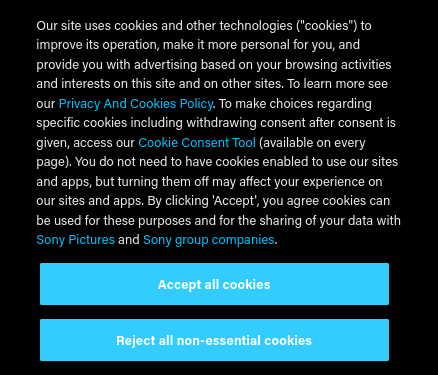 Our site uses cookies and other technologies ("cookies") to
improve its operation, make it more personal for you, and
provide you with advertising based on your browsing activities
and interests on this site and on other sites. To learn more see
our Privacy And Cookies Policy. To make choices regarding
specific cookies including withdrawing consent after consent is
given, access our Cookie Consent Tool (available on every
page). You do not need to have cookies enabled to use our sites
and apps, but turning them off may affect your experience on
our sites and apps. By clicking 'Accept', you agree cookies can
be used for these purposes and for the sharing of your data with
Sony Pictures and Sony group companies.
Accept all cookies
Reject all non-essential cookies